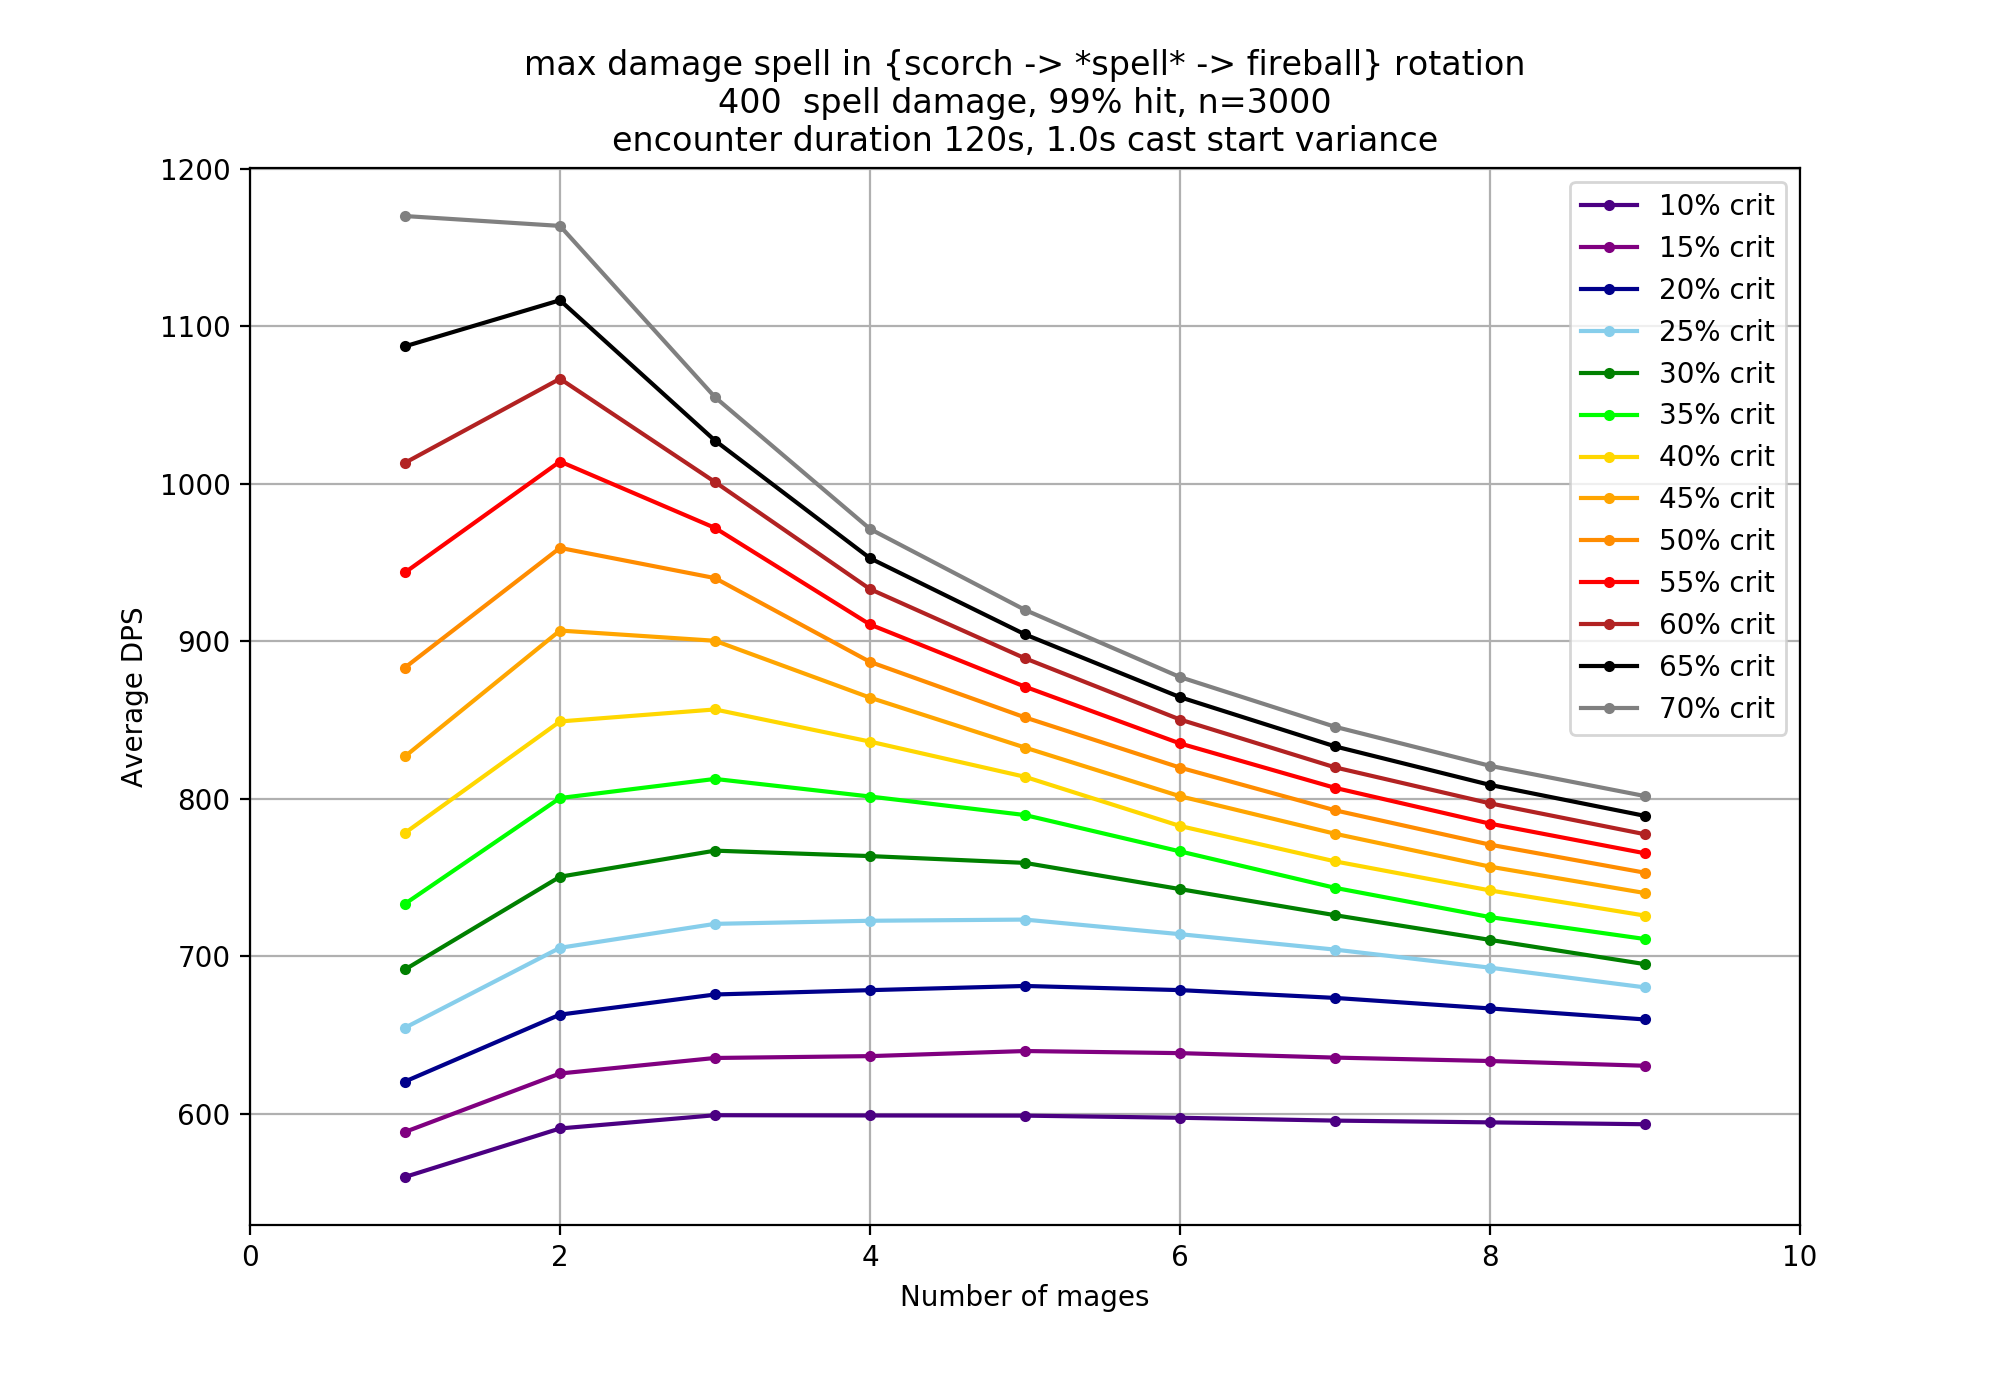 max damage spell in {scorch -> *spell* -> fireball} rotation
400  spell damage, 99% hit, n=3000
encounter duration 120s, 1.0s cast start variance
1200
1100
1000
900
800
700
600
Average DPS
0
2
4
6
8
10
Number of mages
10% crit
15% crit
20% crit
25% crit
30% crit
35% crit
40% crit
45% crit
50% crit
55% crit
60% crit
65% crit
70% crit